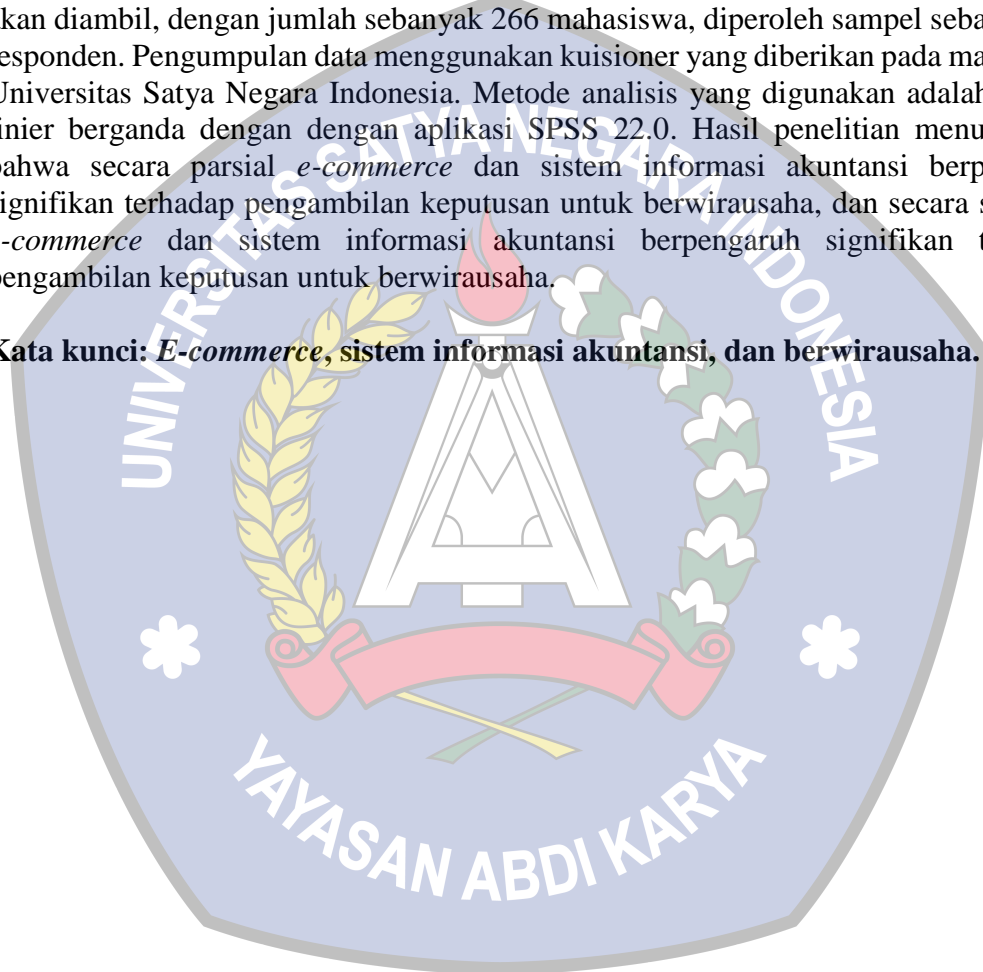 kan diambil, dengan jumlah sebanyak 266 mahasiswa, diperoleh sampel seba
esponden. Pengumpulan data menggunakan kuisioner yang diberikan pada ma
Universitas Satya Negara Indonesia. Metode analisis yang digunakan adalah
inier berganda dengan dengan aplikasi SPSS 22.0. Hasil penelitian menu
bahwa secara parsial e-commerce dan sistem informasi akuntansi berp
ignifikan terhadap pengambilan keputusan untuk berwirausaha, dan secara s
-commerce dan sistem informasi akuntansi berpengaruh signifikan t
pengambilan keputusan untuk berwirausaha.
Kata kunci: E-commerce, sistem informasi akuntansi, dan berwirausaha.
UNIVERSITAS SATYA NEGARA INDONESIA
YAYASAN ABDI KARYA